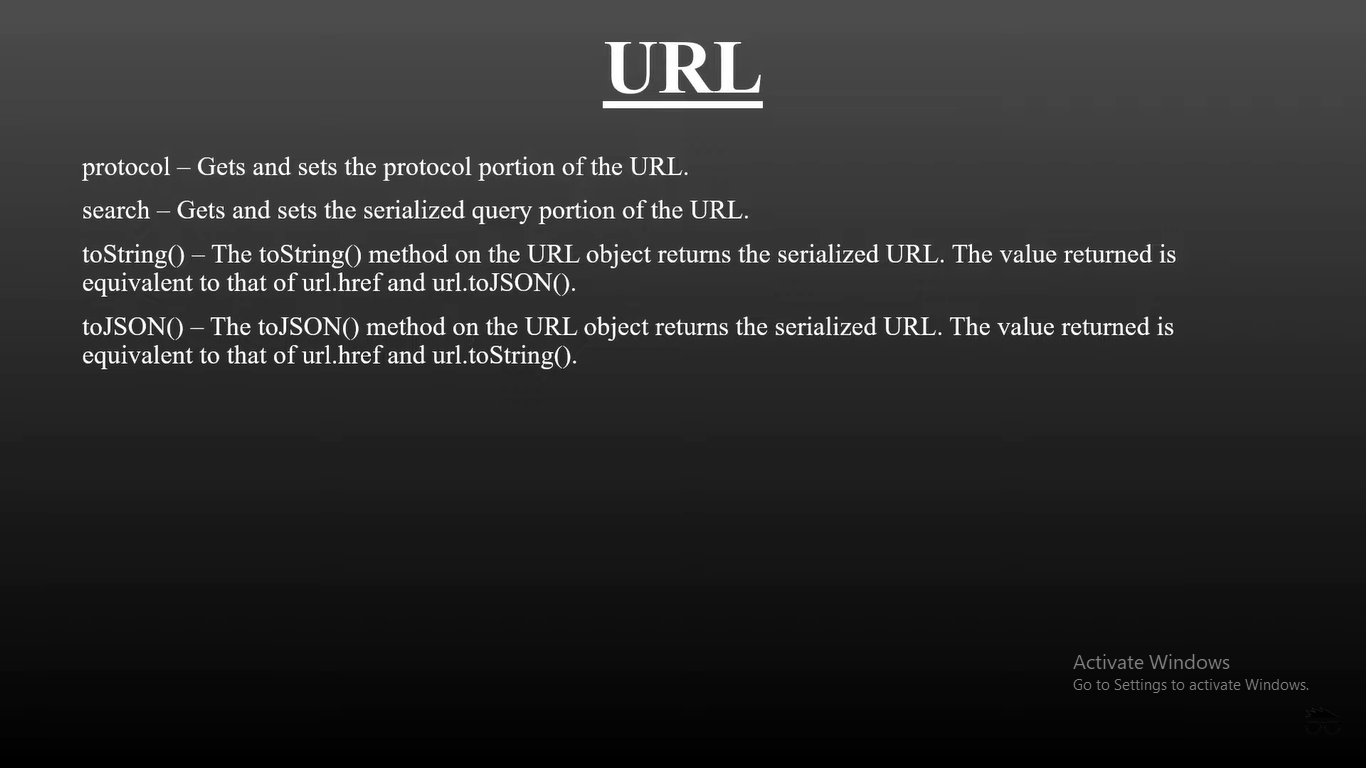 URL
protocol – Gets and sets the protocol portion of the URL.
search – Gets and sets the serialized query portion of the URL.
toString() – The toString() method on the URL object returns the serialized URL. The value returned is
equivalent to that of url.href and url.toJSON().
toJSON() – The toJSON() method on the URL object returns the serialized URL. The value returned is
equivalent to that of url.href and url.toString().
Activate Windows
Go to Settings to activate Windows.